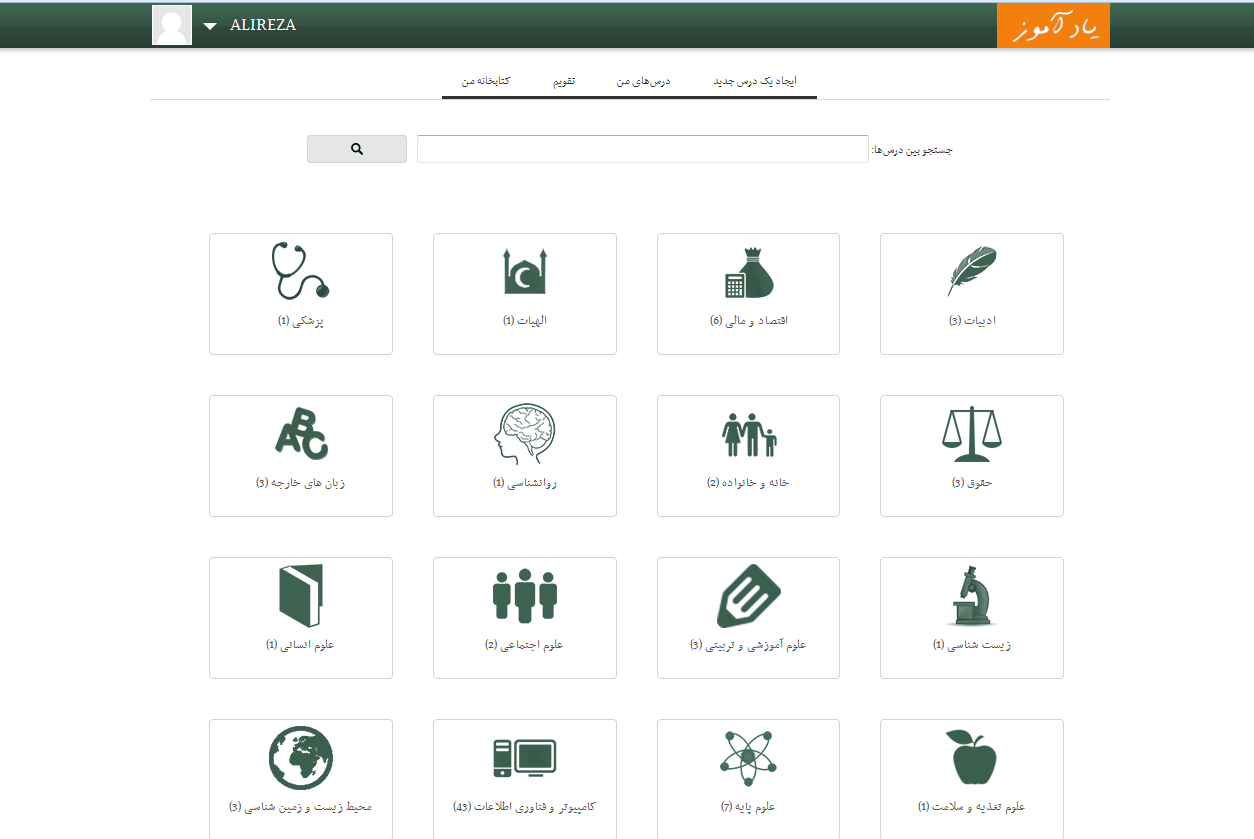 ALIREZA
یاد آموز
ایجاد یک درس جدید درس‌های من تقویم کتابخانه من
جستجو بین درس‌ها:
ادبیات (3)
اقتصاد و مالی (6)
الهیات (1)
پزشکی (1)
حقوق (3)
خانه و خانواده (2)
روانشناسی (1)
زبان های خارجه (3)
زیست شناسی (1)
علوم آموزشی و تربیتی (3)
علوم اجتماعی (2)
علوم انسانی (1)
علوم تغذیه و سلامت (1)
علوم پایه (7)
کامپیوتر و فناوری اطلاعات (43)
محیط زیست و زمین شناسی (3)
ABC